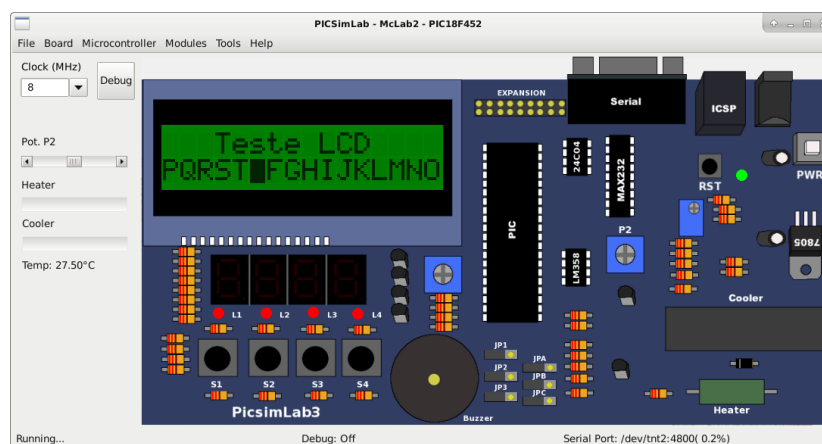 PICSimLab - McLab2 - PIC18F452
File Board Microcontroller Modules Tools Help
Clock (MHz)
8
Debug
Pot. P2
Heater
Cooler
Temp: 27.50°C
Teste LCD
PQRST FGHIJKLMNO
EXPANSION
Serial
ICSP
24C04
MAX232
RST
PWR
PIC
P2
7805
LM358
L1 L2 L3 L4
Cooler
JP1
JP2
JP3
JPA
JPB
JPC
S1 S2 S3 S4
PicsimLab3
Buzzer
Heater
Running...
Debug: Off
Serial Port: /dev/tnt2:4800( 0.2%)